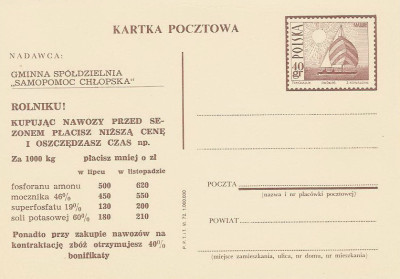 KARTKA POCZTOWA
POLSKA
40 gr
NADAWCA:
GMINNA SPÓŁDZIELNIA
„SAMOPOMOC CHŁOPSKA"
ROLNIKU!
KUPUJĄC NAWOZY PRZED SE-
ZONEM PŁACISZ NIŻSZĄ CENĘ
I OSZCZĘDZASZ CZAS np.
Za 1000 kg płacisz mniej o zł
w lipcu w listopadzie
fosforanu amonu 500 620
mocznika 46% 450 550
superfosfatu 19% 130 200
soli potasowej 60% 180 210
Ponadto przy zakupie nawozów na
kontraktację zbóż otrzymujesz 40%
bonifikaty
POCZTA
(nazwa i nr placówki pocztowej)
POWIAT
(miejsce zamieszkania, ulica, nr domu, nr mieszkania)